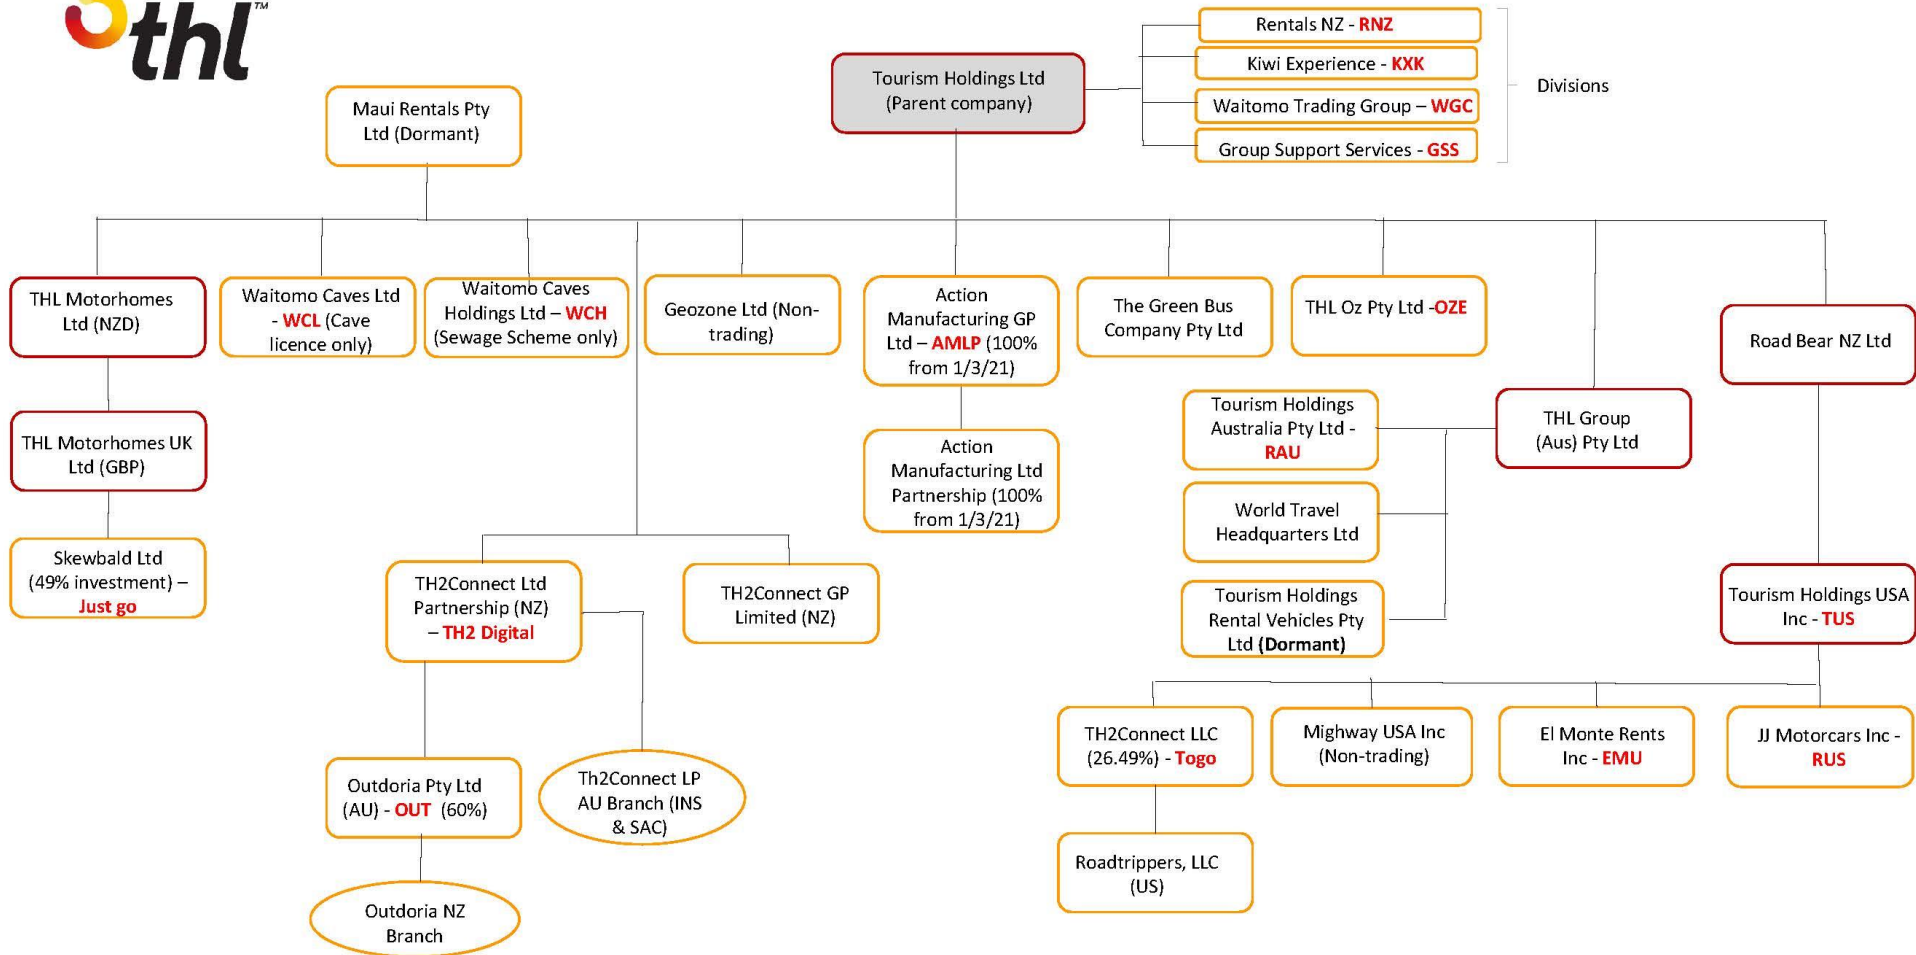 thl™
Rentals NZ - RNZ
Kiwi Experience - KXK
Waitomo Trading Group – WGC
Group Support Services - GSS
Divisions
Tourism Holdings Ltd
(Parent company)
Maui Rentals Pty
Ltd (Dormant)
THL Motorhomes
Ltd (NZD)
Waitomo Caves Ltd
- WCL (Cave
licence only)
Waitomo Caves
Holdings Ltd – WCH
(Sewage Scheme only)
Geozone Ltd (Non-
trading)
Action
Manufacturing GP
Ltd – AMLP (100%
from 1/3/21)
The Green Bus
Company Pty Ltd
THL Oz Pty Ltd -OZE
Road Bear NZ Ltd
THL Motorhomes UK
Ltd (GBP)
Action
Manufacturing Ltd
Partnership (100%
from 1/3/21)
Tourism Holdings
Australia Pty Ltd -
RAU
THL Group
(Aus) Pty Ltd
World Travel
Headquarters Ltd
Skewbald Ltd
(49% investment) –
Just go
TH2Connect Ltd
Partnership (NZ)
– TH2 Digital
TH2Connect GP
Limited (NZ)
Tourism Holdings
Rental Vehicles Pty
Ltd (Dormant)
Tourism Holdings USA
Inc - TUS
TH2Connect LLC
(26.49%) - Togo
Mighway USA Inc
(Non-trading)
El Monte Rents
Inc - EMU
JJ Motorcars Inc -
RUS
Outdoria Pty Ltd
(AU) - OUT (60%)
Th2Connect LP
AU Branch (INS
& SAC)
Roadtrippers, LLC
(US)
Outdoria NZ
Branch